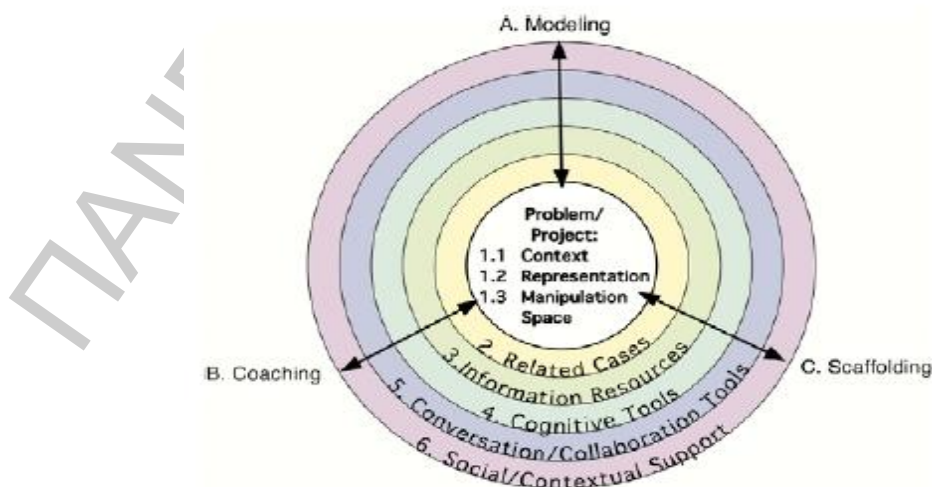 A. Modeling
Problem/
Project:
1.1 Context
1.2 Representation
1.3 Manipulation
Space
2. Related Cases
3.Information Resources
4. Cognitive Tools
5. Conversation/Collaboration Tools
6. Social/Contextual Support
B. Coaching
C. Scaffolding